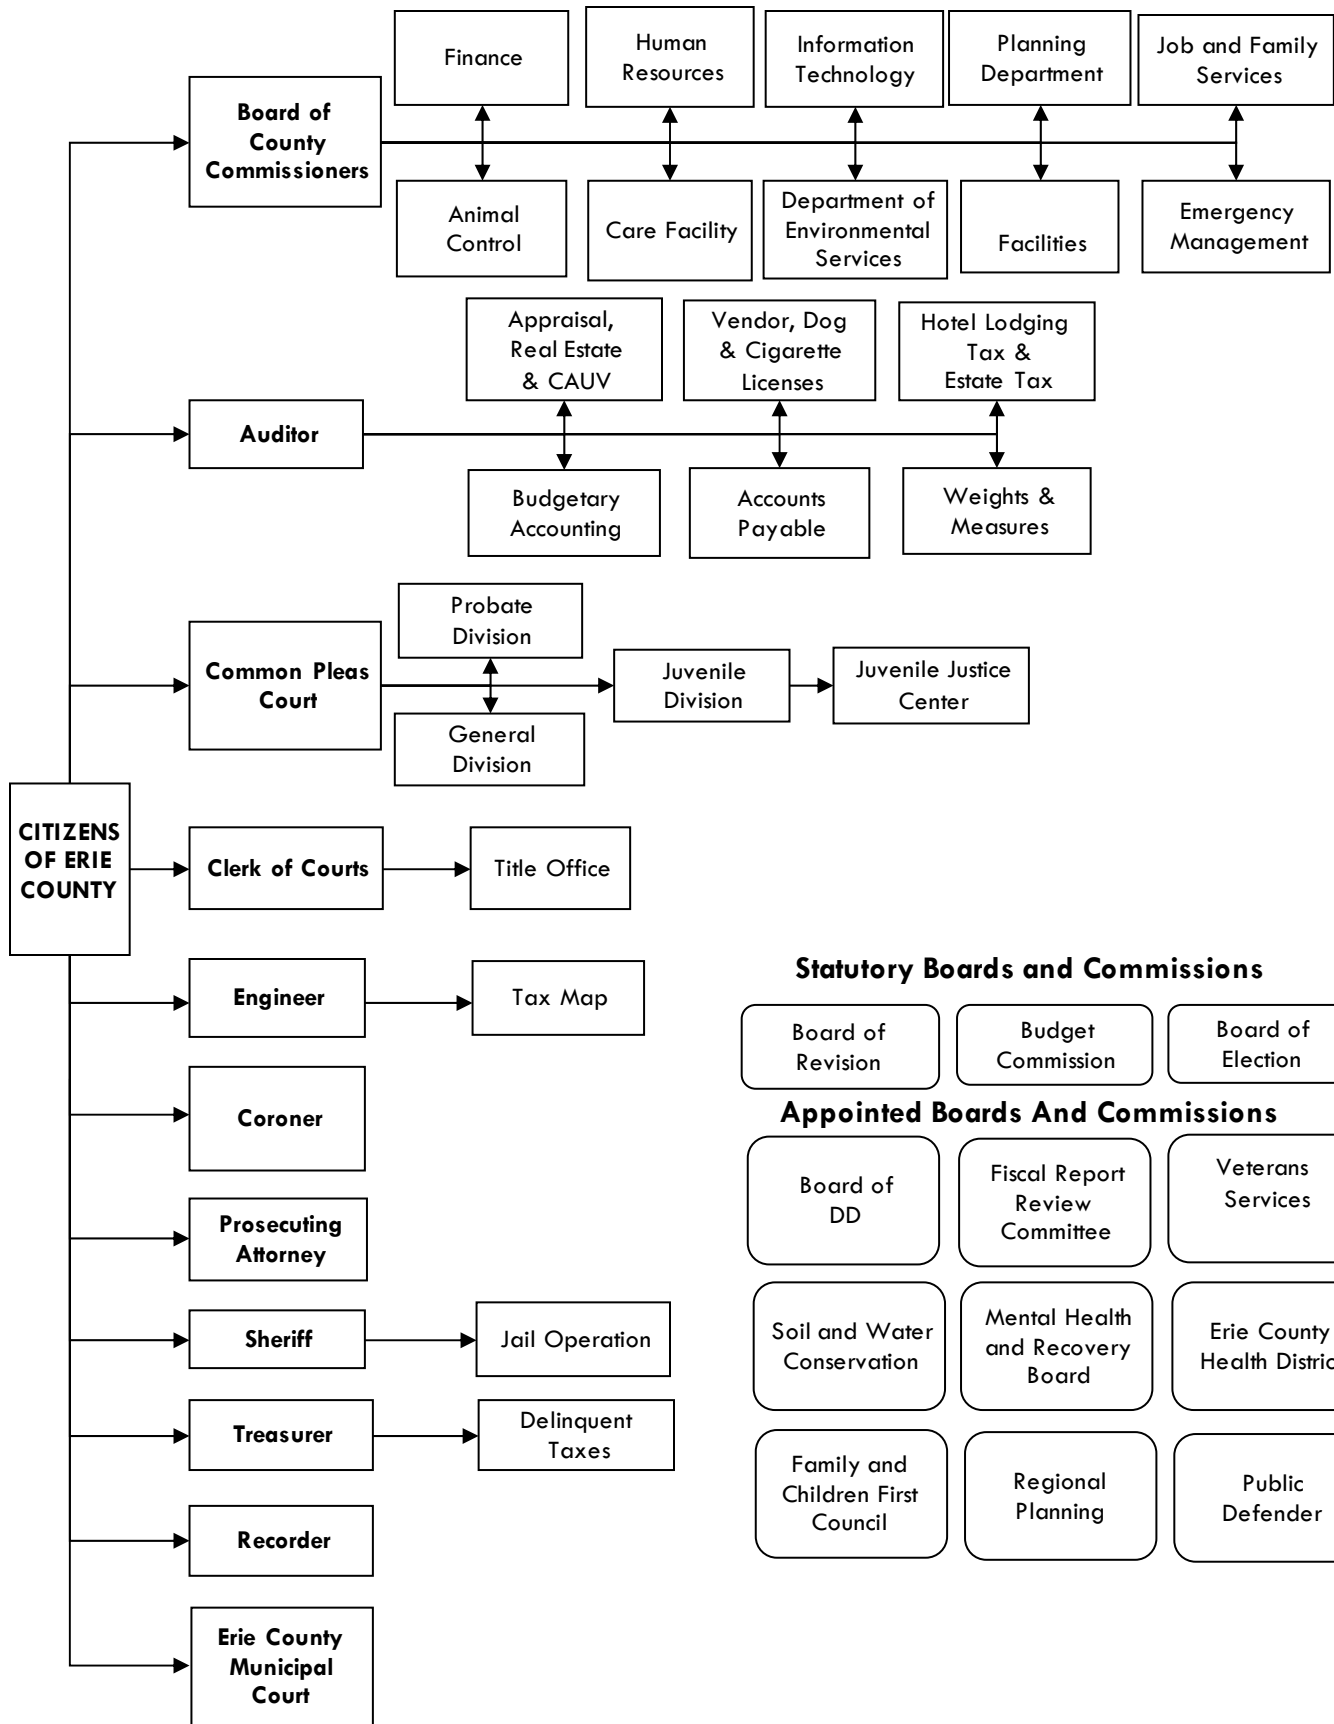 Finance
Human
Resources
Information
Technology
Planning
Department
Job and Family
Services
Board of
County
Commissioners
Animal
Control
Care Facility
Department of
Environmental
Services
Facilities
Emergency
Management
Appraisal,
Real Estate
& CAUV
Vendor, Dog
& Cigarette
Licenses
Hotel Lodging
Tax &
Estate Tax
Auditor
Budgetary
Accounting
Accounts
Payable
Weights &
Measures
Probate
Division
Common Pleas
Court
Juvenile
Division
Juvenile Justice
Center
General
Division
CITIZENS
OF ERIE
COUNTY
Clerk of Courts
Title Office
Engineer
Tax Map
Coroner
Prosecuting
Attorney
Sheriff
Jail Operation
Treasurer
Delinquent
Taxes
Recorder
Erie County
Municipal
Court
Statutory Boards and Commissions
Board of
Revision
Budget
Commission
Board of
Election
Appointed Boards And Commissions
Board of
DD
Fiscal Report
Review
Committee
Veterans
Services
Soil and Water
Conservation
Mental Health
and Recovery
Board
Erie County
Health Distric
Family and
Children First
Council
Regional
Planning
Public
Defender